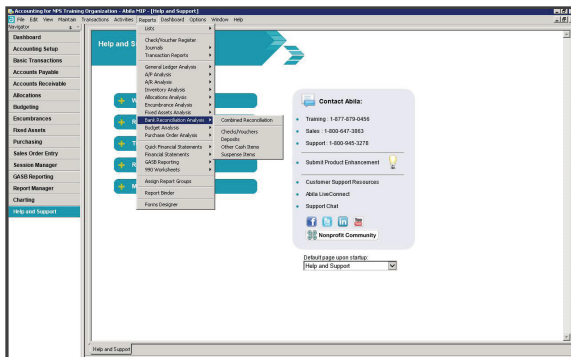 Accounting for NPS Training Organization - Abila MIP - [Help and Support]
File Edit View Maintain Transactions Activities Reports Dashboard Options Window Help
Navigator
Dashboard
Accounting Setup
Basic Transactions
Accounts Payable
Accounts Receivable
Allocations
Budgeting
Encumbrances
Fixed Assets
Purchasing
Sales Order Entry
Session Manager
GASB Reporting
Report Manager
Charting
Help and Support
Help and S
Lists
Check/Voucher Register
Journals
Transaction Reports
General Ledger Analysis
A/P Analysis
A/R Analysis
Inventory Analysis
Allocations Analysis
Encumbrance Analysis
Fixed Assets Analysis
Bank Reconciliation Analysis
Budget Analysis
Purchase Order Analysis
Quick Financial Statements
Financial Statements
GASB Reporting
990 Worksheets
Assign Report Groups
Report Binder
Forms Designer
Combined Reconciliation
Checks/Vouchers
Deposits
Other Cash Items
Suspense Items
Contact Abila:
Training : 1-877-879-0456
Sales : 1-800-647-3863
Support : 1-800-945-3278
Submit Product Enhancement
Customer Support Resources
Abila LiveConnect
Support Chat
Nonprofit Community
Default page upon startup:
Help and Support
Help and Support